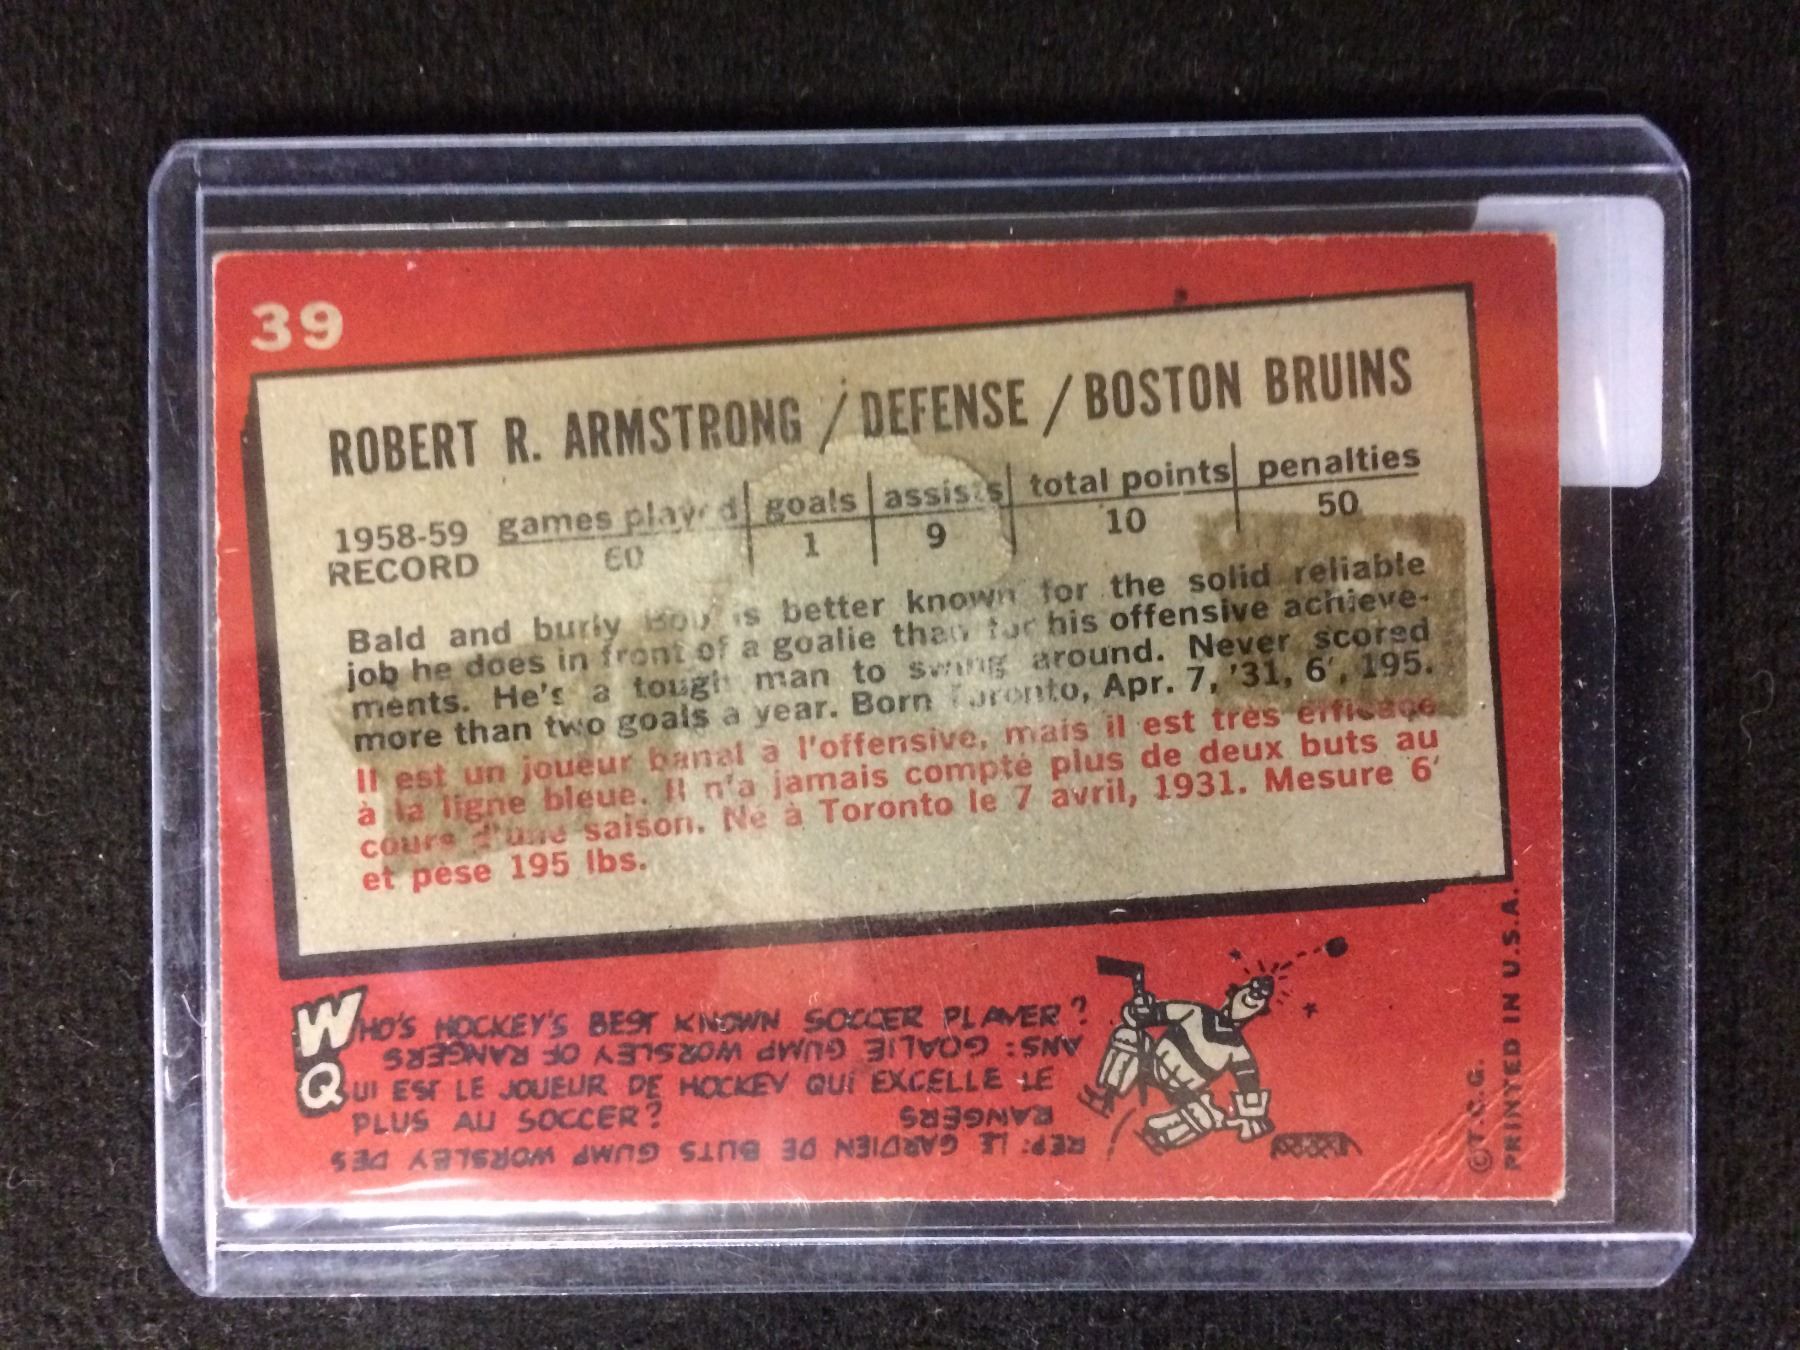 39
ROBERT R. ARMSTRONG / DEFENSE / BOSTON BRUINS
games played goals assists total points penalties
1958-59 RECORD 60 1 9 10 50
Bald and burly Bob is better known for the solid reliable
job he does in front of a goalie than for his offensive achieve-
ments. He's a tough man to swing around. Never scored
more than two goals a year. Born Toronto, Apr. 7, '31, 6', 195.
Il est un joueur banal à l'offensive, mais il est très efficace
à la ligne bleue. Il n'a jamais compté plus de deux buts au
cours d'une saison. Né à Toronto le 7 avril, 1931. Mesure 6'
et pèse 195 lbs.
WHO'S HOCKEY'S BEST KNOWN SOCCER PLAYER?
ANS: GOALIE GUMP WORSLEY OF RANGERS
QUI EST LE JOUEUR DE HOCKEY QUI EXCELLE LE
PLUS AU SOCCER?
REP: LE GARDIEN DE BUTS GUMP WORSLEY DES
RANGERS
©T.C.G.
PRINTED IN U.S.A.